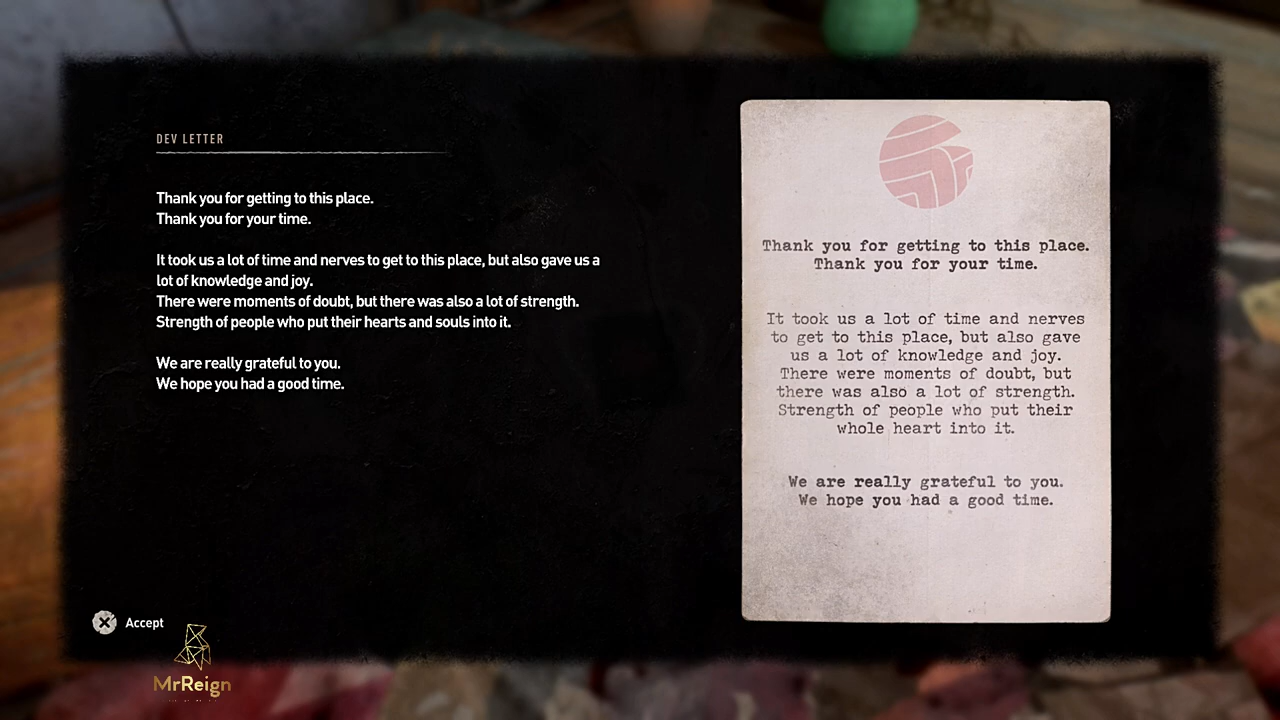 DEV LETTER
Thank you for getting to this place.
Thank you for your time.
It took us a lot of time and nerves to get to this place, but also gave us a
lot of knowledge and joy.
There were moments of doubt, but there was also a lot of strength.
Strength of people who put their hearts and souls into it.
We are really grateful to you.
We hope you had a good time.
Thank you for getting to this place.
Thank you for your time.
It took us a lot of time and nerves
to get to this place, but also gave
us a lot of knowledge and joy.
There were moments of doubt, but
there was also a lot of strength.
Strength of people who put their
whole heart into it.
We are really grateful to you.
We hope you had a good time.
Accept
MrReign